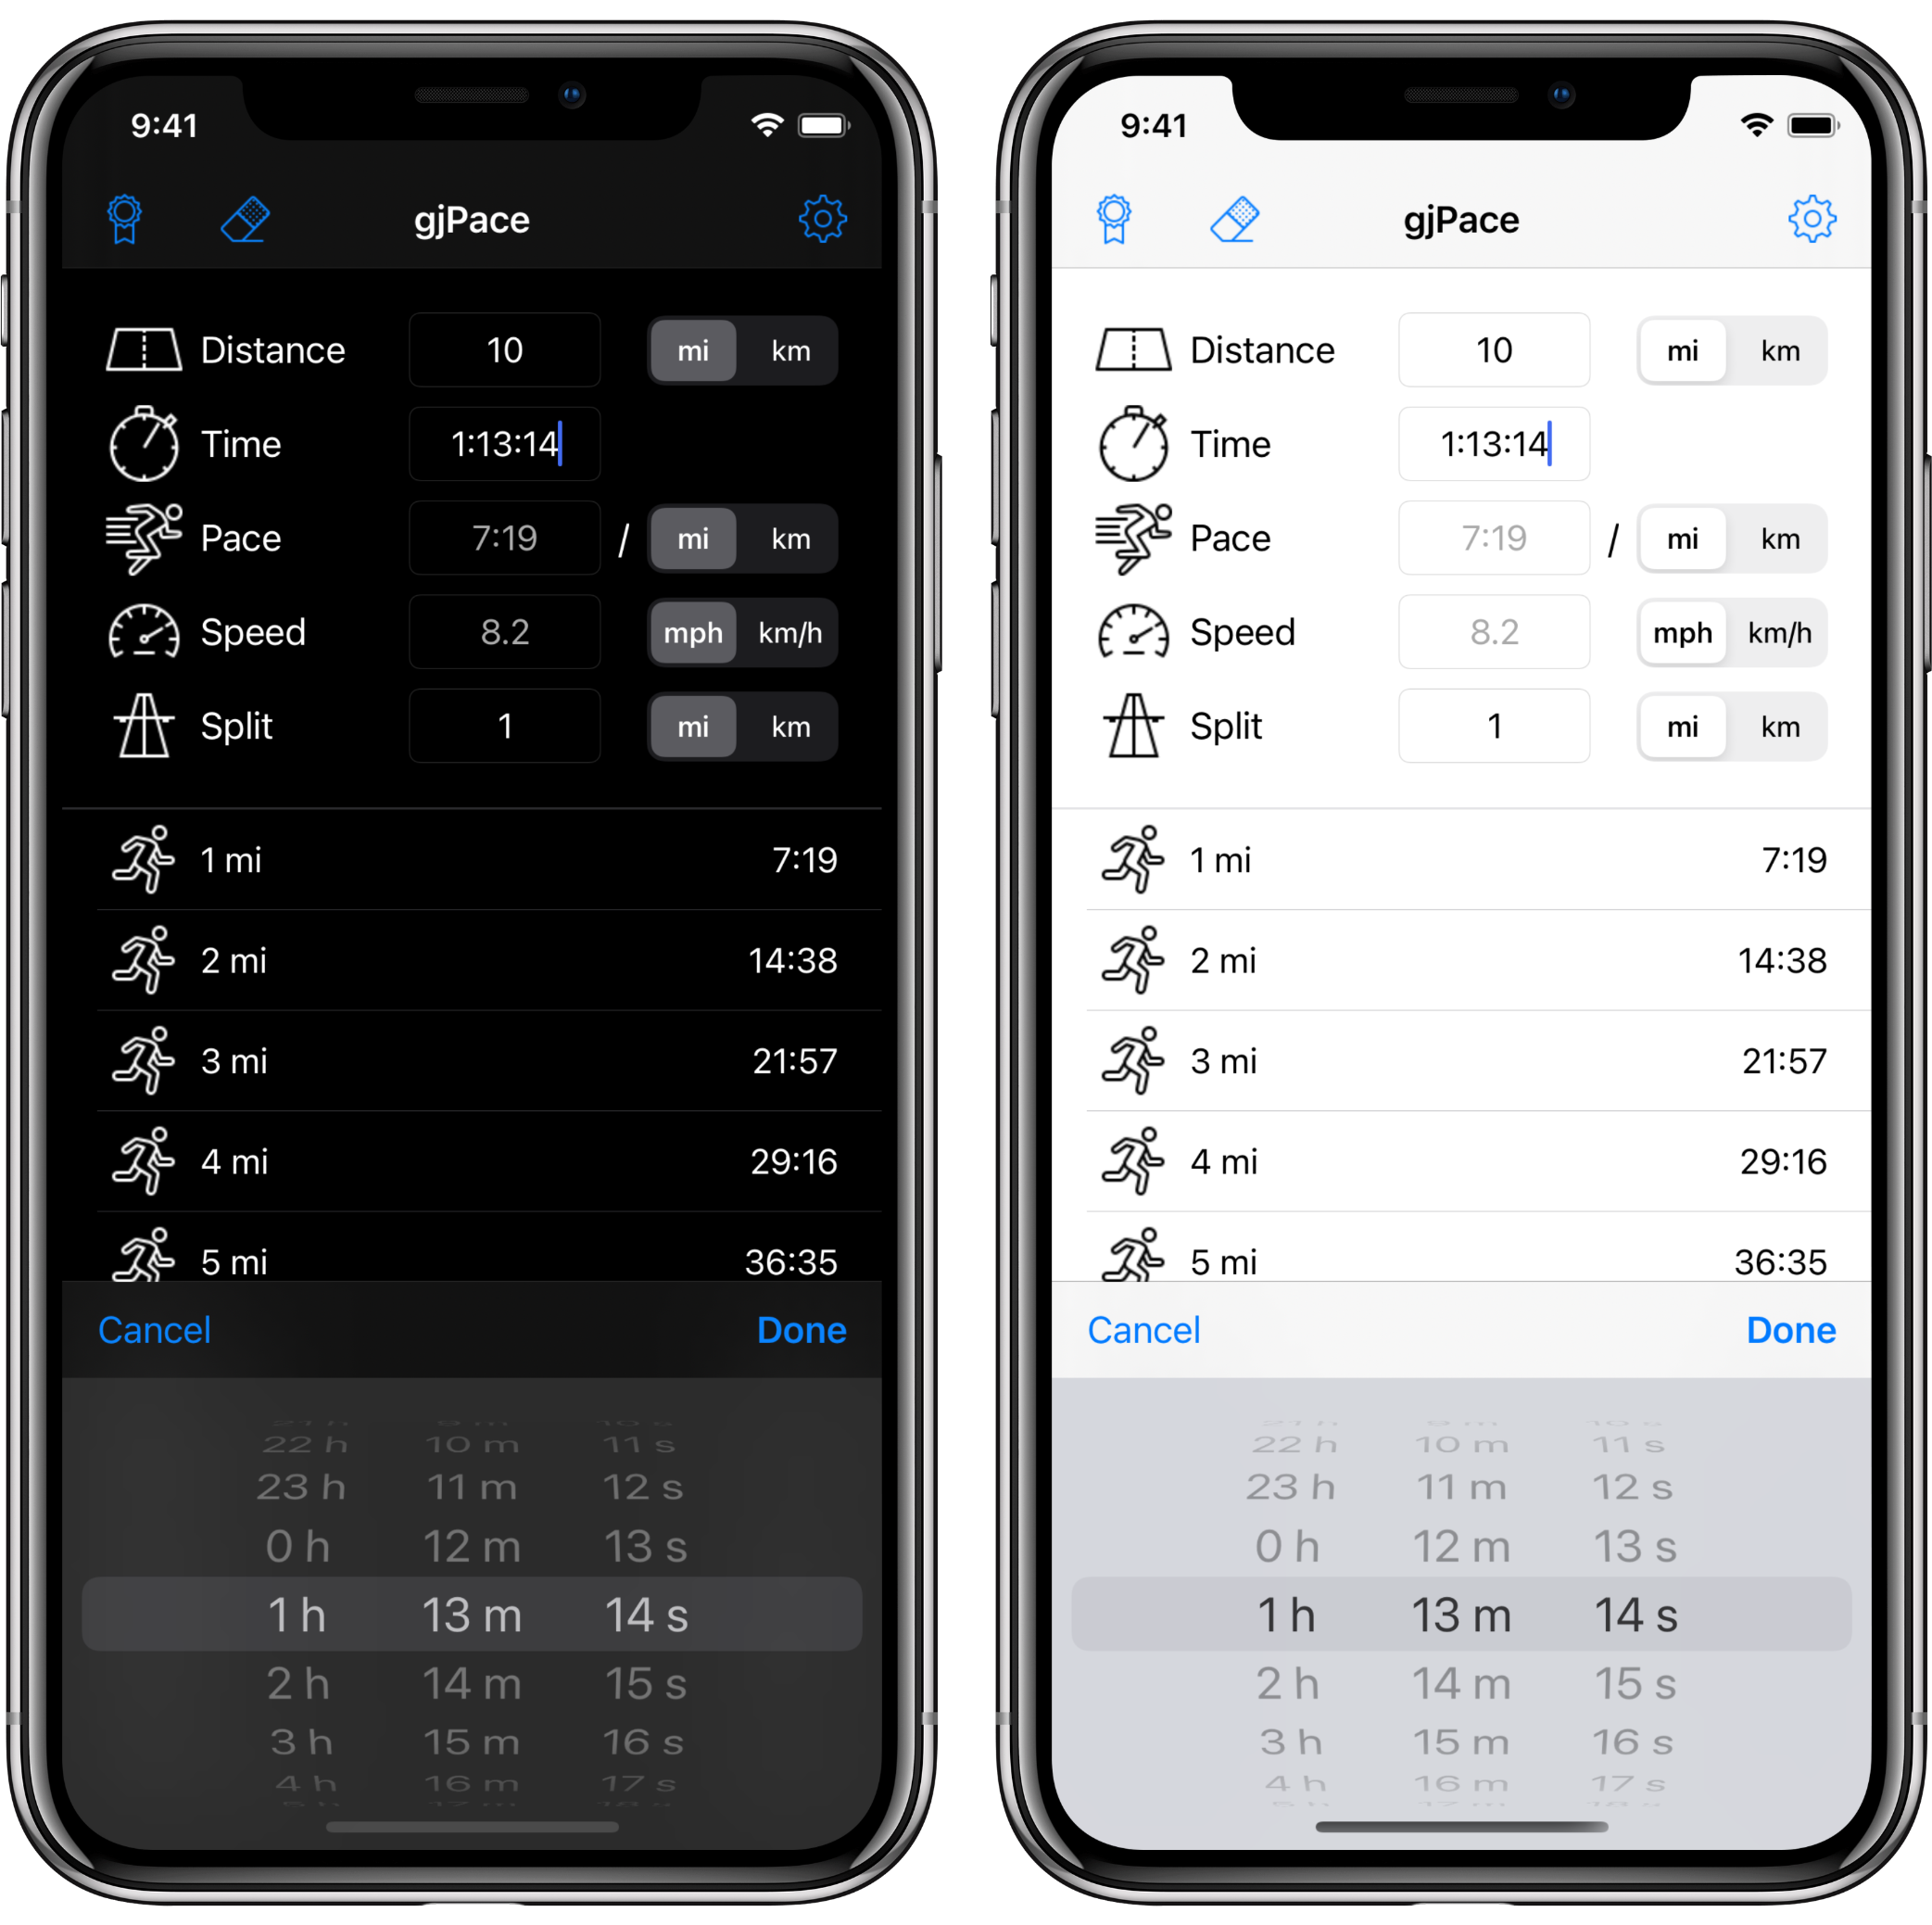 9:41
gjPace
Distance 10 mi km
Time 1:13:14
Pace 7:19 / mi km
Speed 8.2 mph km/h
Split 1 mi km
1 mi 7:19
2 mi 14:38
3 mi 21:57
4 mi 29:16
5 mi 36:35
Cancel Done
22 h 10 m 11 s
23 h 11 m 12 s
0 h 12 m 13 s
1 h 13 m 14 s
2 h 14 m 15 s
3 h 15 m 16 s
4 h 16 m 17 s
9:41
gjPace
Distance 10 mi km
Time 1:13:14
Pace 7:19 / mi km
Speed 8.2 mph km/h
Split 1 mi km
1 mi 7:19
2 mi 14:38
3 mi 21:57
4 mi 29:16
5 mi 36:35
Cancel Done
22 h 10 m 11 s
23 h 11 m 12 s
0 h 12 m 13 s
1 h 13 m 14 s
2 h 14 m 15 s
3 h 15 m 16 s
4 h 16 m 17 s